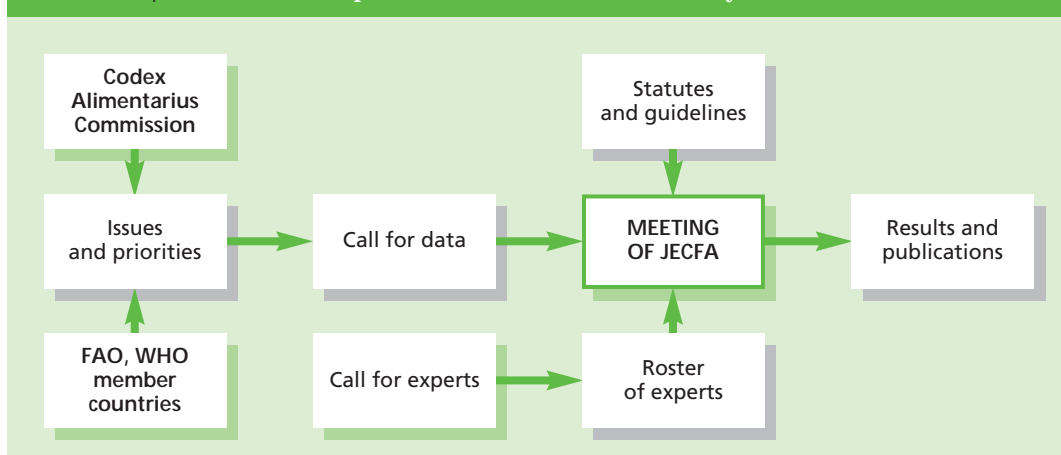 Codex
Alimentarius
Commission
Statutes
and guidelines
Issues
and priorities
Call for data
MEETING
OF JECFA
Results and
publications
FAO, WHO
member
countries
Call for experts
Roster
of experts